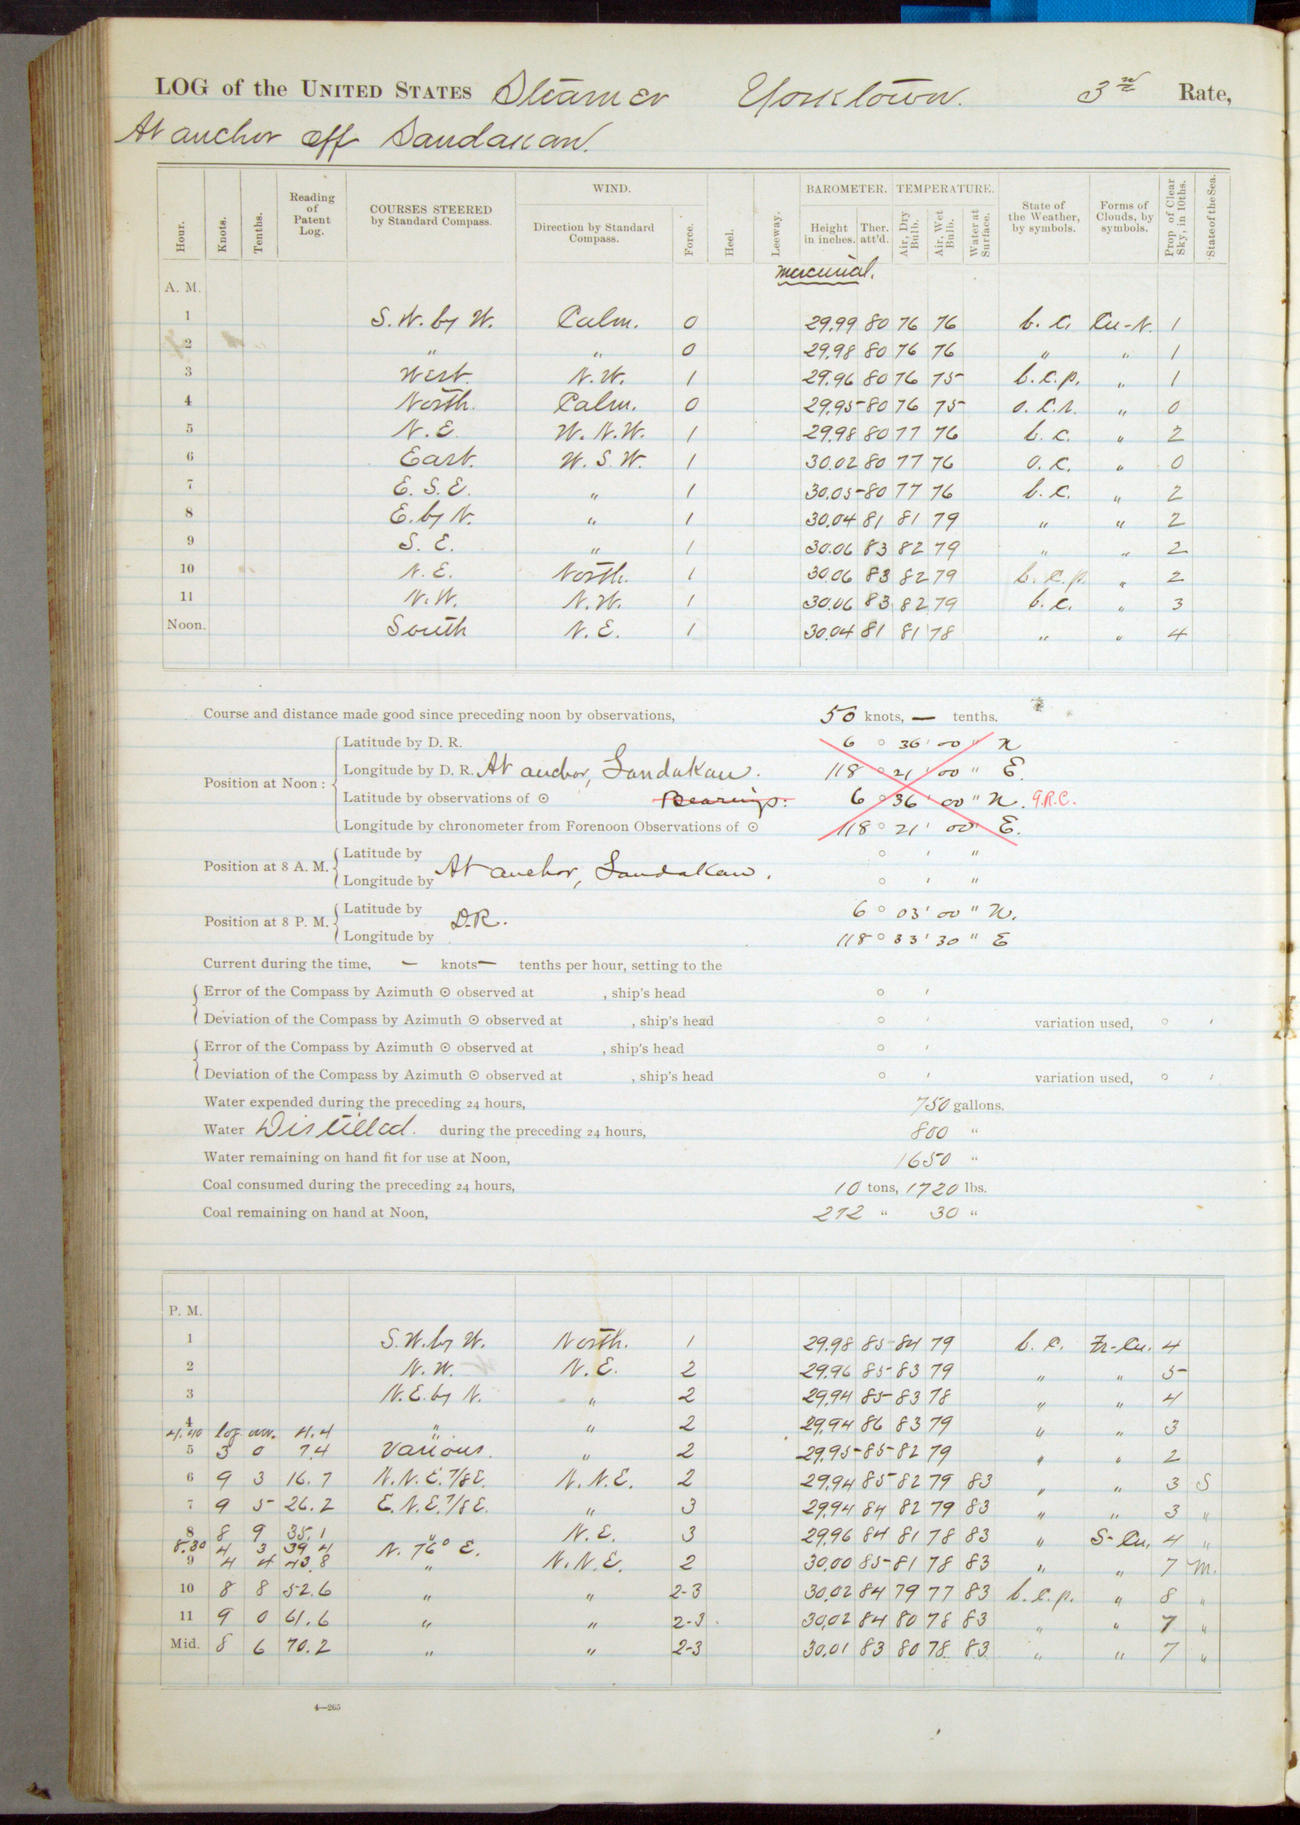 LOG of the UNITED STATES Steamer Yorktown. 3rd Rate,
At anchor off Sandakan.
Hour. Knots. Tenths. Reading of Patent Log. COURSES STEERED by Standard Compass. WIND. Direction by Standard Compass. Force. Heel. Leeway. BAROMETER. Height in inches. Ther. att'd. TEMPERATURE. Air, Dry Bulb. Air, Wet Bulb. Water at Surface. State of the Weather, by symbols. Forms of Clouds, by symbols. Prop of Clear Sky, in 10ths. State of the Sea.
mercurial.
A. M.
1 S. W. by W. Calm. 0 29.99 80 76 76 b. c. Cu-N. 1
2 " " 0 29.98 80 76 76 " " 1
3 West. N. W. 1 29.96 80 76 75 b. c. p. " 1
4 North. Calm. 0 29.95 80 76 75 o. c. r. " 0
5 N. E. W. N. W. 1 29.98 80 77 76 b. c. " 2
6 East. W. S. W. 1 30.02 80 77 76 o. c. " 0
7 E. S. E. " 1 30.05 80 77 76 b. c. " 2
8 E. by N. " 1 30.04 81 81 79 " " 2
9 S. E. " 1 30.06 83 82 79 " " 2
10 N. E. North. 1 30.06 83 82 79 b. c. p. " 2
11 N. W. N. W. 1 30.06 83 82 79 b. c. " 3
Noon. South N. E. 1 30.04 81 81 78 " " 4
Course and distance made good since preceding noon by observations, 50 knots, — tenths.
Position at Noon: Latitude by D. R. 6 ° 36 ' 00 " N
Longitude by D. R. At anchor, Sandakan. 118 ° 21 ' 00 " E.
Latitude by observations of ☉ Bearings. 6 ° 36 ' 00 " N. G.R.C.
Longitude by chronometer from Forenoon Observations of ☉ 118 ° 21 ' 00 " E.
Position at 8 A. M. Latitude by ° ' "
Longitude by At anchor, Sandakan. ° ' "
Position at 8 P. M. Latitude by D.R. 6 ° 03 ' 00 " N.
Longitude by 118 ° 33 ' 30 " E
Current during the time, — knots — tenths per hour, setting to the
Error of the Compass by Azimuth ☉ observed at , ship's head ° '
Deviation of the Compass by Azimuth ☉ observed at , ship's head ° ' variation used, ° '
Error of the Compass by Azimuth ☉ observed at , ship's head ° '
Deviation of the Compass by Azimuth ☉ observed at , ship's head ° ' variation used, ° '
Water expended during the preceding 24 hours, 750 gallons.
Water Distilled. during the preceding 24 hours, 800 "
Water remaining on hand fit for use at Noon, 1650 "
Coal consumed during the preceding 24 hours, 10 tons, 1720 lbs.
Coal remaining on hand at Noon, 272 " 30 "
P. M.
1 S. W. by W. North. 1 29.98 85 84 79 b. c. Fr-Cu. 4
2 N. W. N. E. 2 29.96 85 83 79 " " 5
3 N. E. by N. " 2 29.94 85 83 78 " " 4
4 " " 2 29.94 86 83 79 " " 3
4.40 log on. 4.4
5 3 0 7.4 Various. " 2 29.95 85 82 79 " " 2
6 9 3 16.7 N. N. E. 7/8 E. N. N. E. 2 29.94 85 82 79 83 " " 3 S
7 9 5 26.2 E. N. E. 7/8 E. " 3 29.94 84 82 79 83 " " 3 "
8 8 9 35.1 " N. E. 3 29.96 84 81 78 83 " S-Cu. 4 "
8.30 4 3 39.4 N. 76° E.
9 4 4 43.8 " N. N. E. 2 30.00 85 81 78 83 " " 7 M.
10 8 8 52.6 " " 2-3 30.02 84 79 77 83 b. c. p. " 8 "
11 9 0 61.6 " " 2-3 30.02 84 80 78 83 " " 7 "
Mid. 8 6 70.2 " " 2-3 30.01 83 80 78 83 " " 7 "
4—265